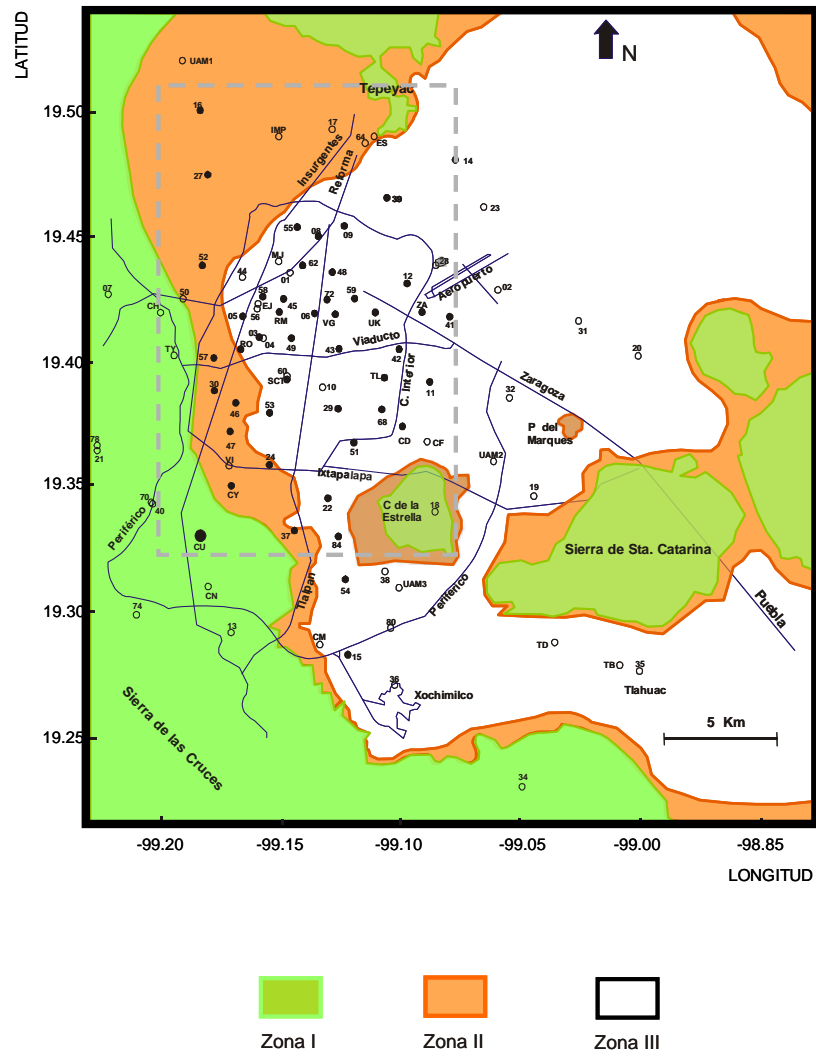 LATITUD
N
UAM1
Tepeyac
19.50
16
17
IMP
64
ES
Insurgentes
Reforma
14
27
39
23
19.45
55
08
09
52
MJ
62
28
44
01
48
Aeropuerto
07
50
58
12
02
CH
EJ
45
72
59
05
56
RM
06
VG
UK
ZA
41
31
TY
03
04
49
Viaducto
19.40
57
RO
43
42
20
30
SCT
60
10
TL
C. Interior
11
32
Zaragoza
46
53
29
68
P del
Marques
47
CD
CF
78
21
VI
24
51
UAM2
19.35
CY
Ixtapalapa
70
40
22
C de la
Estrella
18
19
Periférico
CU
37
84
Sierra de Sta. Catarina
CN
Tlalpan
54
38
UAM3
Periférico
Puebla
19.30
74
13
CM
80
TD
15
TB
35
36
Xochimilco
Tlahuac
Sierra de las Cruces
5 Km
19.25
34
-99.20
-99.15
-99.10
-99.05
-99.00
-98.85
LONGITUD
Zona I
Zona II
Zona III